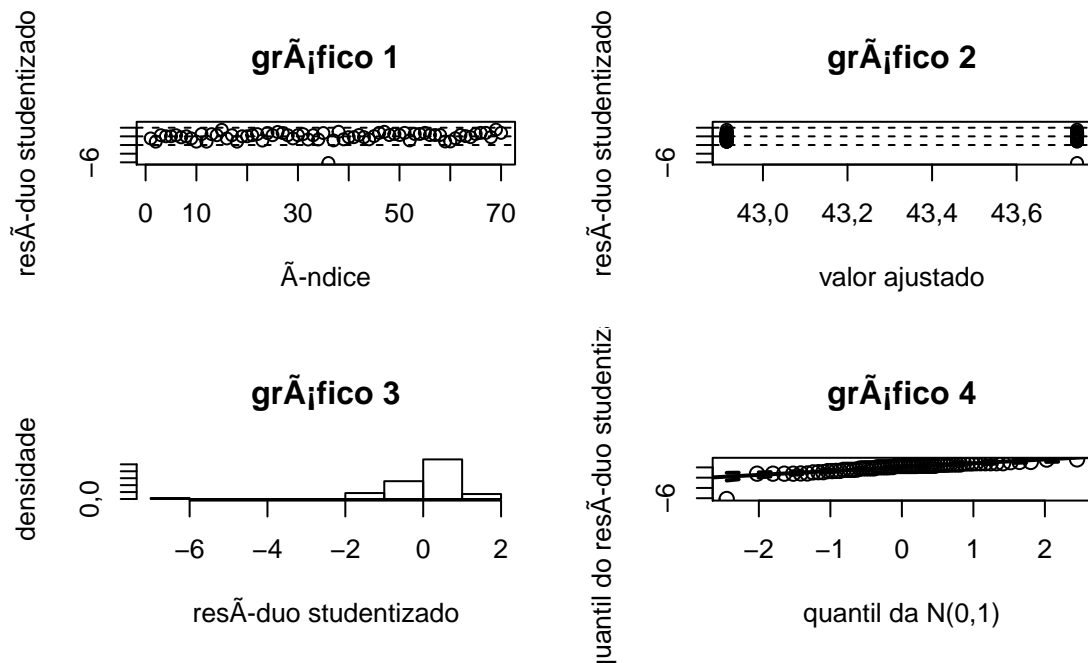 grÃ¡fico 1
resÃ-duo studentizado
−6
0 10 30 50 70
Ã-ndice
grÃ¡fico 2
resÃ-duo studentizado
−6
43,0 43,2 43,4 43,6
valor ajustado
grÃ¡fico 3
densidade
0,0
−6 −4 −2 0 2
resÃ-duo studentizado
grÃ¡fico 4
quantil do resÃ-duo studentiz
−6
−2 −1 0 1 2
quantil da N(0,1)